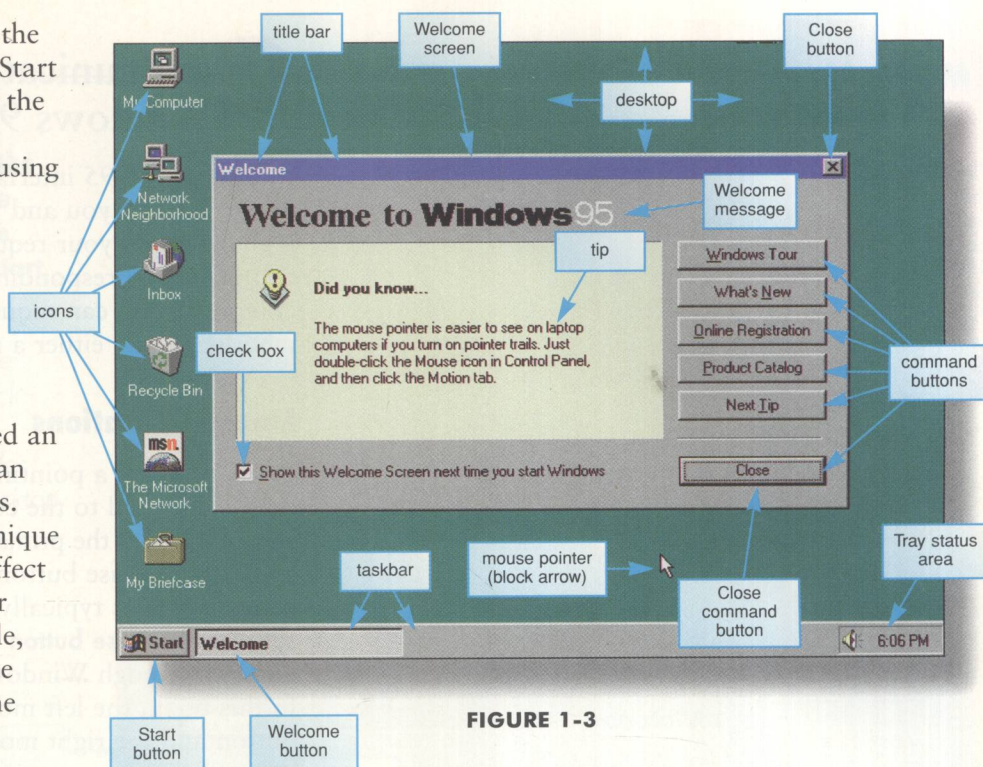 the
Start
the
using
ed an
an
s.
nique
ffect
r
le,
e
ne
title bar
Welcome
screen
Close
button
desktop
My Computer
Network
Neighborhood
Inbox
icons
Recycle Bin
The Microsoft
Network
My Briefcase
Welcome
Welcome to Windows 95
Welcome
message
tip
Did you know...
The mouse pointer is easier to see on laptop
computers if you turn on pointer trails. Just
double-click the Mouse icon in Control Panel,
and then click the Motion tab.
check box
Show this Welcome Screen next time you start Windows
Windows Tour
What's New
Online Registration
Product Catalog
Next Tip
Close
command
buttons
msn.
taskbar
mouse pointer
(block arrow)
Close
command
button
Tray status
area
Start
Welcome
6:06 PM
Start
button
Welcome
button
FIGURE 1-3